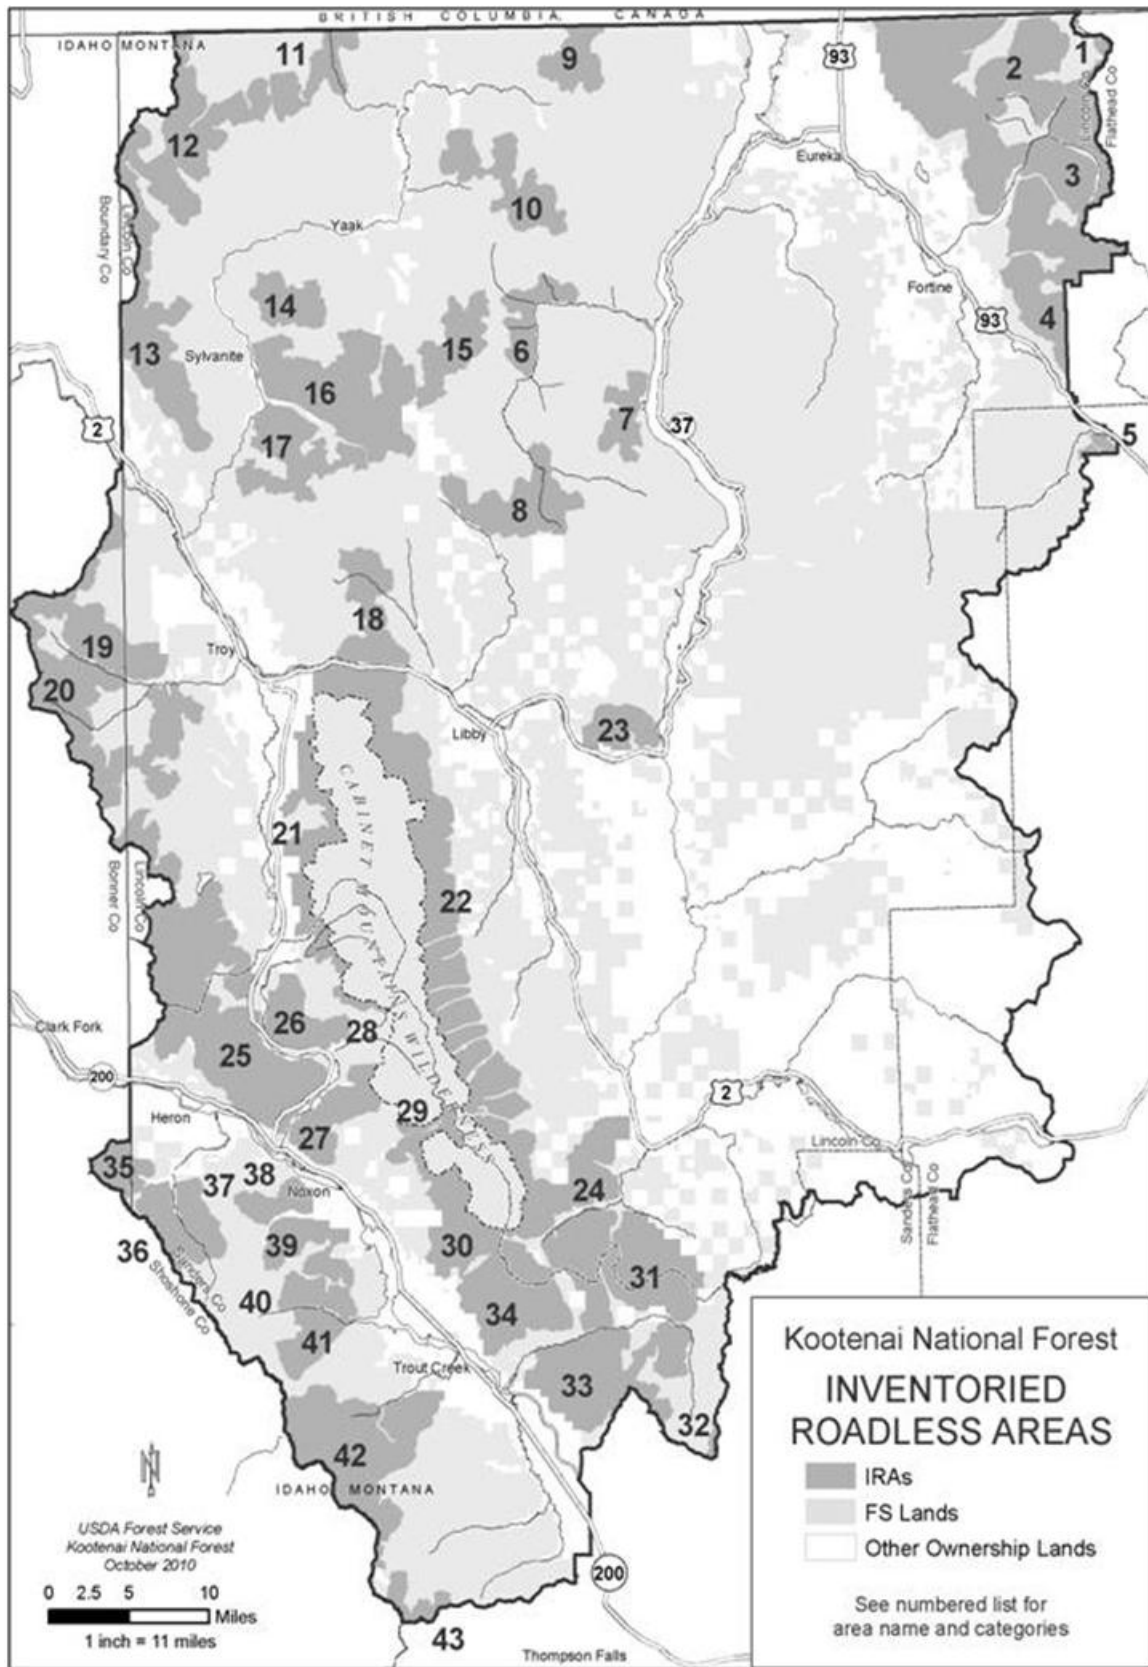 BRITISH COLUMBIA, CANADA
IDAHO MONTANA
11
9
93
2
1
Lincoln Co
Flathead Co
12
Eureka
3
10
Boundary Co
Lincoln Co
Yaak
14
Fortine
4
93
13
Sylvanite
15
6
16
7
37
2
17
5
8
18
19
Troy
20
23
Libby
CABINET MOUNTAINS WILD
21
22
Bonner Co
Lincoln Co
26
28
Clark Fork
25
200
2
29
Heron
27
Lincoln Co
35
37
38
24
Noxon
Sanders Co
Flathead Co
36
39
30
Sanders Co
Shoshone Co
31
40
34
41
Trout Creek
33
32
42
IDAHO MONTANA
200
43
Thompson Falls
N
USDA Forest Service
Kootenai National Forest
October 2010
0 2.5 5 10
Miles
1 inch = 11 miles
Kootenai National Forest
INVENTORIED
ROADLESS AREAS
IRAs
FS Lands
Other Ownership Lands
See numbered list for
area name and categories